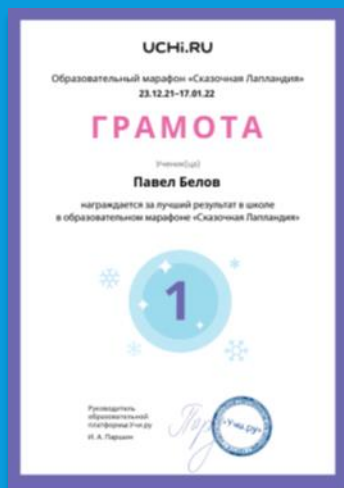 UCHi.RU
Образовательный марафон «Сказочная Лапландия»
23.12.21–17.01.22
ГРАМОТА
Ученик(ца)
Павел Белов
награждается за лучший результат в школе
в образовательном марафоне «Сказочная Лапландия»
1
Руководитель
образовательной
платформы Учи.ру
И. А. Паршин
«Учи.ру»